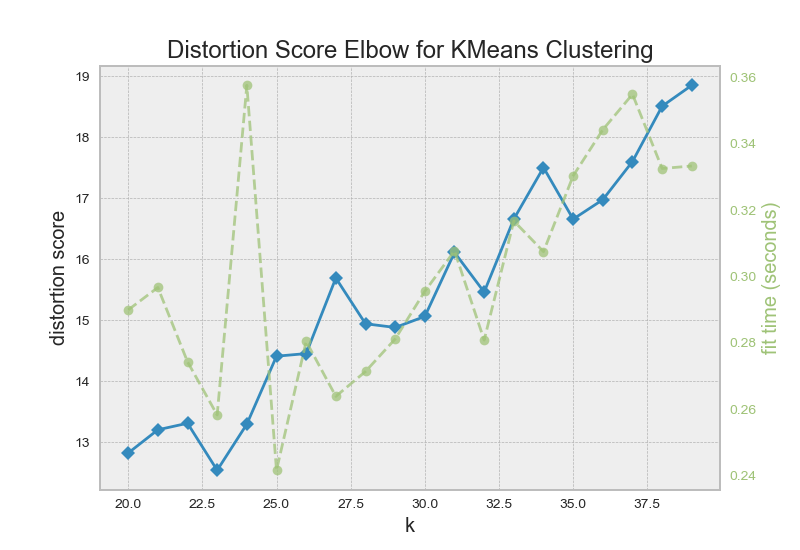 Distortion Score Elbow for KMeans Clustering
19
18
17
16
15
14
13
distortion score
0.36
0.34
0.32
0.30
0.28
0.26
0.24
fit time (seconds)
20.0 22.5 25.0 27.5 30.0 32.5 35.0 37.5
k